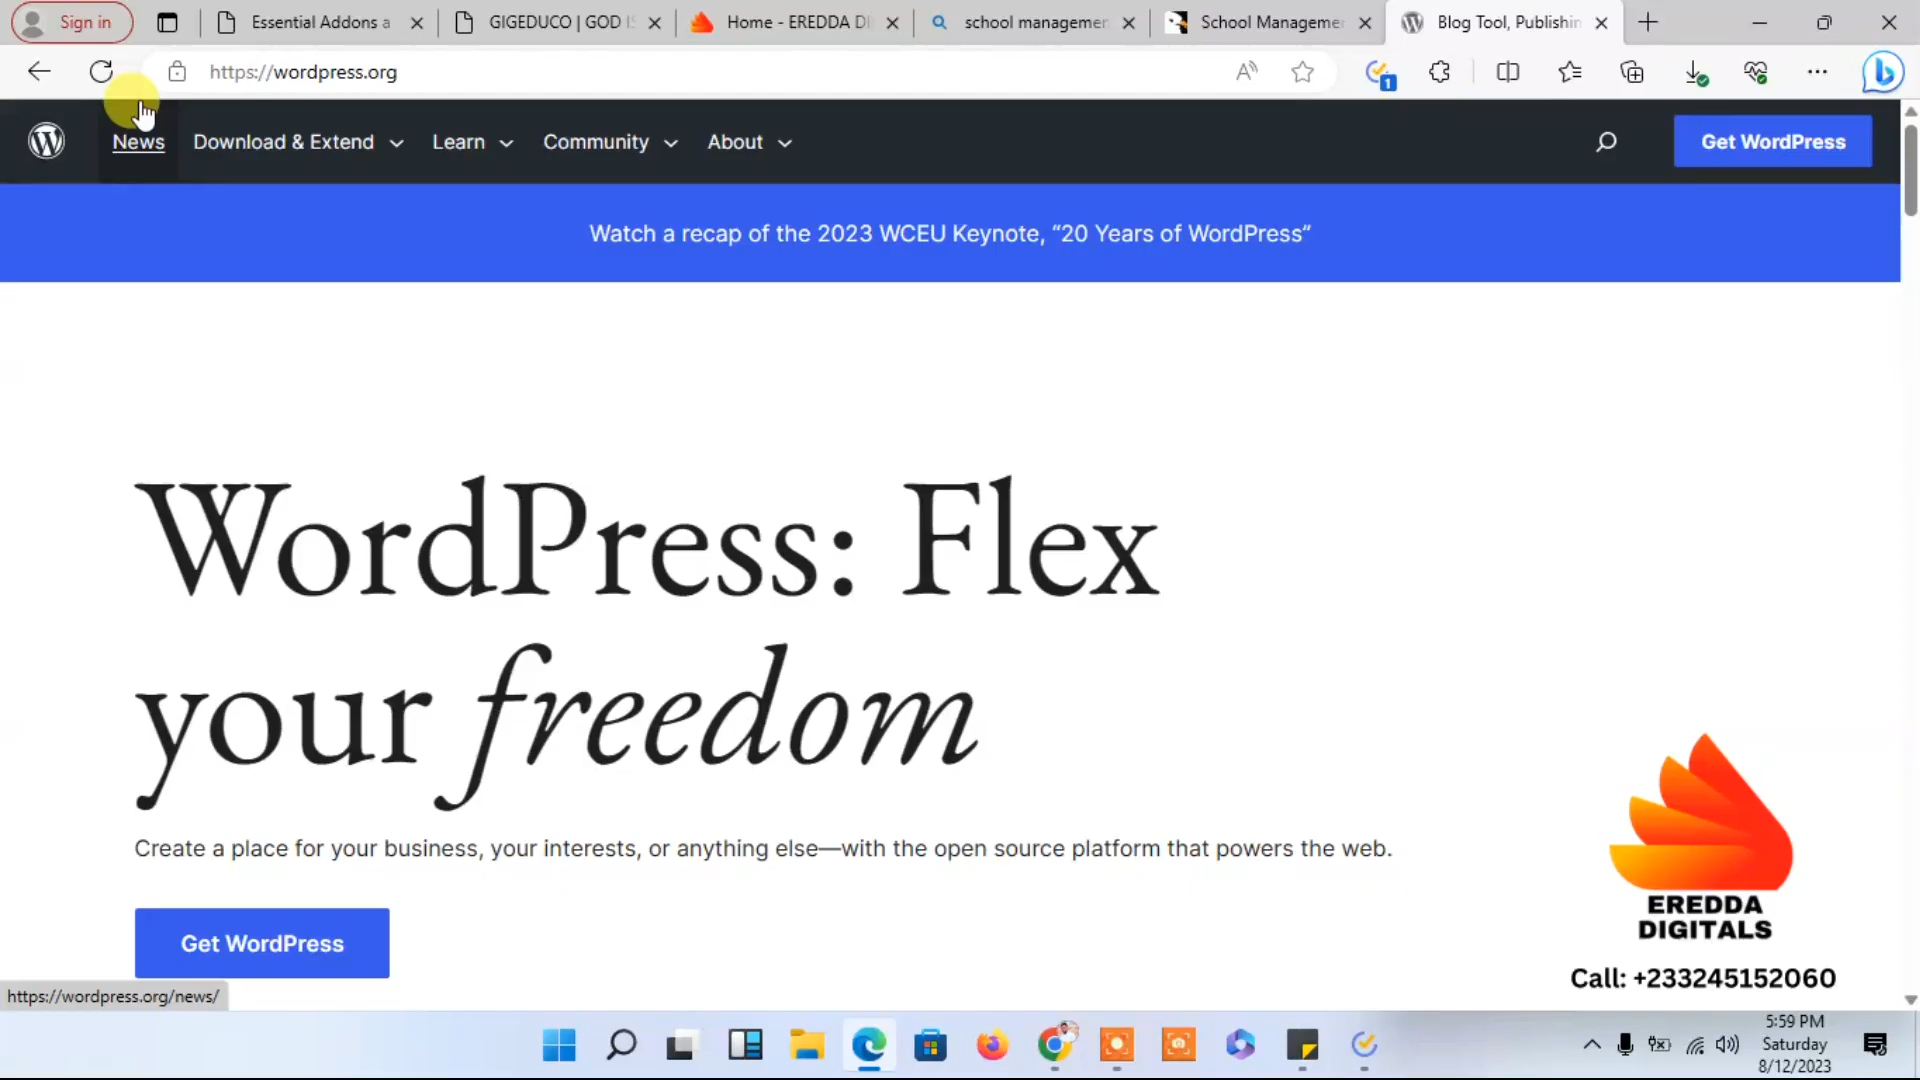 Sign in
Essential Addons a
GIGEDUCO | GOD I
Home - EREDDA DI
school managemen
School Manageme
Blog Tool, Publishin
https://wordpress.org
1
News
Download & Extend
Learn
Community
About
Get WordPress
Watch a recap of the 2023 WCEU Keynote, “20 Years of WordPress”
WordPress: Flex
your freedom
Create a place for your business, your interests, or anything else—with the open source platform that powers the web.
Get WordPress
EREDDA
DIGITALS
Call: +233245152060
https://wordpress.org/news/
5:59 PM
Saturday
8/12/2023